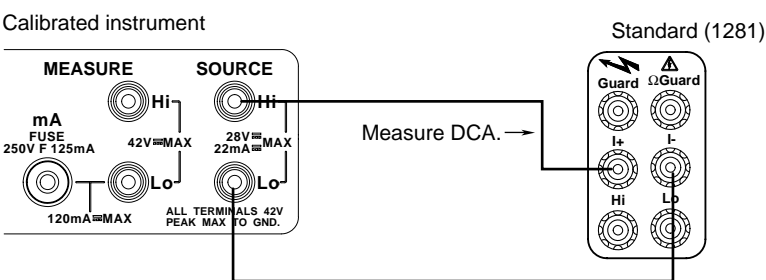 Calibrated instrument
Standard (1281)
MEASURE
SOURCE
Hi
Hi
mA
FUSE
250V F 125mA
42V MAX
28V
22mA MAX
Lo
Lo
120mA MAX
ALL TERMINALS 42V
PEAK MAX TO GND.
Measure DCA.
Guard
ΩGuard
I+
I-
Hi
Lo